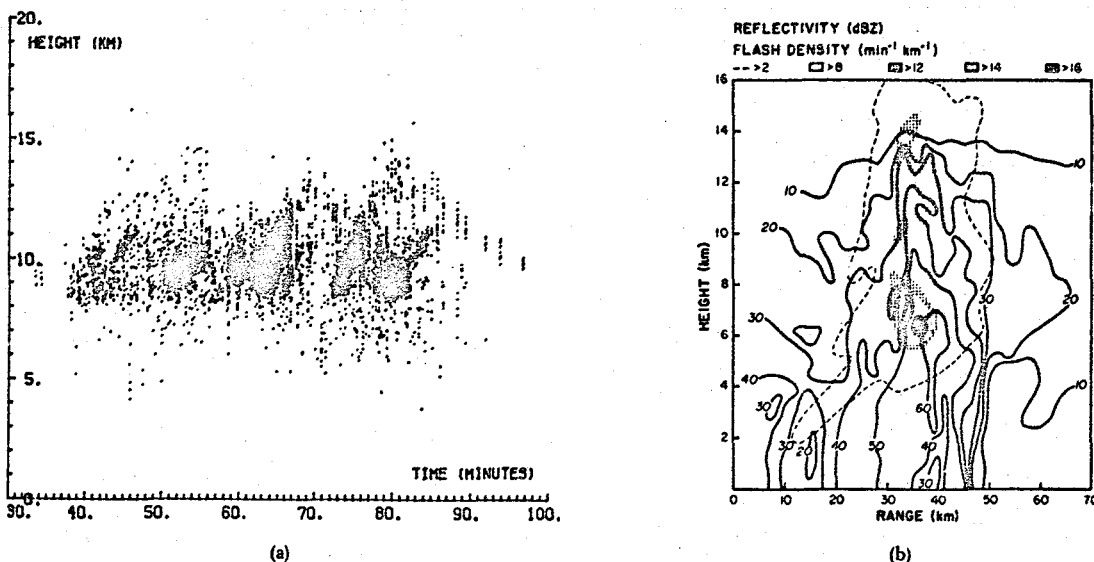 20.
HEIGHT (KM)
15.
10.
5.
0
TIME (MINUTES)
30. 40. 50. 60. 70. 80. 90. 100.
(a)
REFLECTIVITY (dBZ)
FLASH DENSITY (min⁻¹ km⁻¹)
>2 >8 >12 >14 >16
16
14
12
10
8
6
4
2
HEIGHT (km)
10 10
20
30 30 20
40 10
30 60
30 40 50 40
20
30
0 10 20 30 40 50 60 70
RANGE (km)
(b)